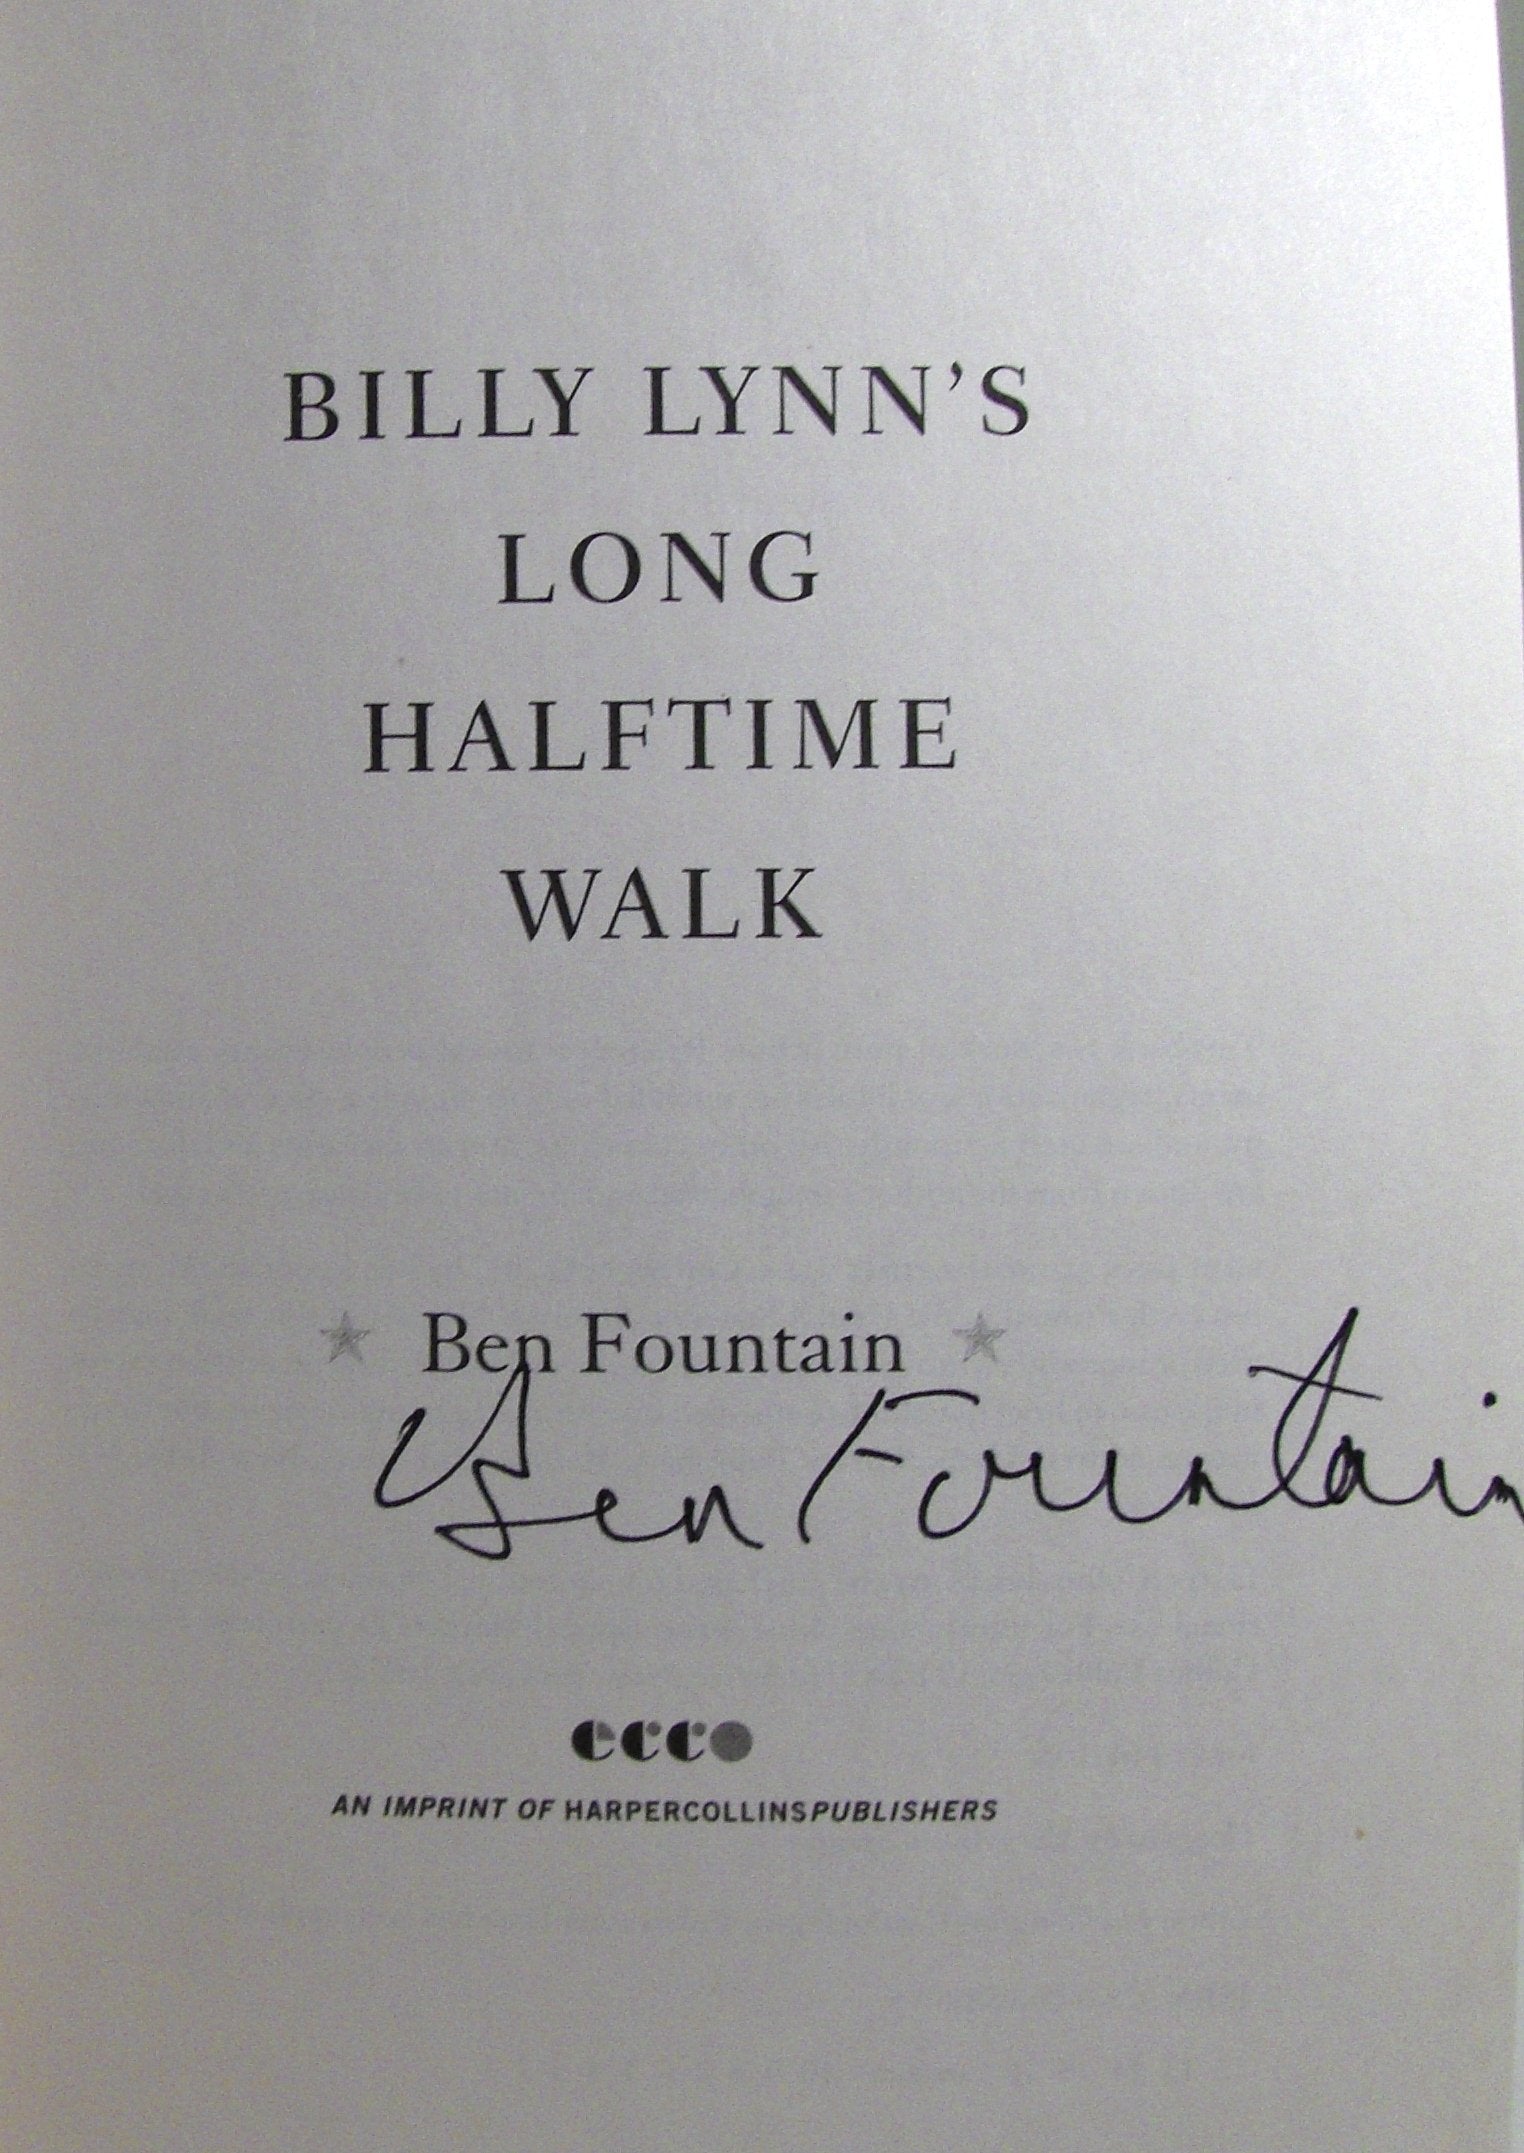 BILLY LYNN’S
LONG
HALFTIME
WALK
Ben Fountain
Ben Fountain
ecco
AN IMPRINT OF HARPERCOLLINSPUBLISHERS